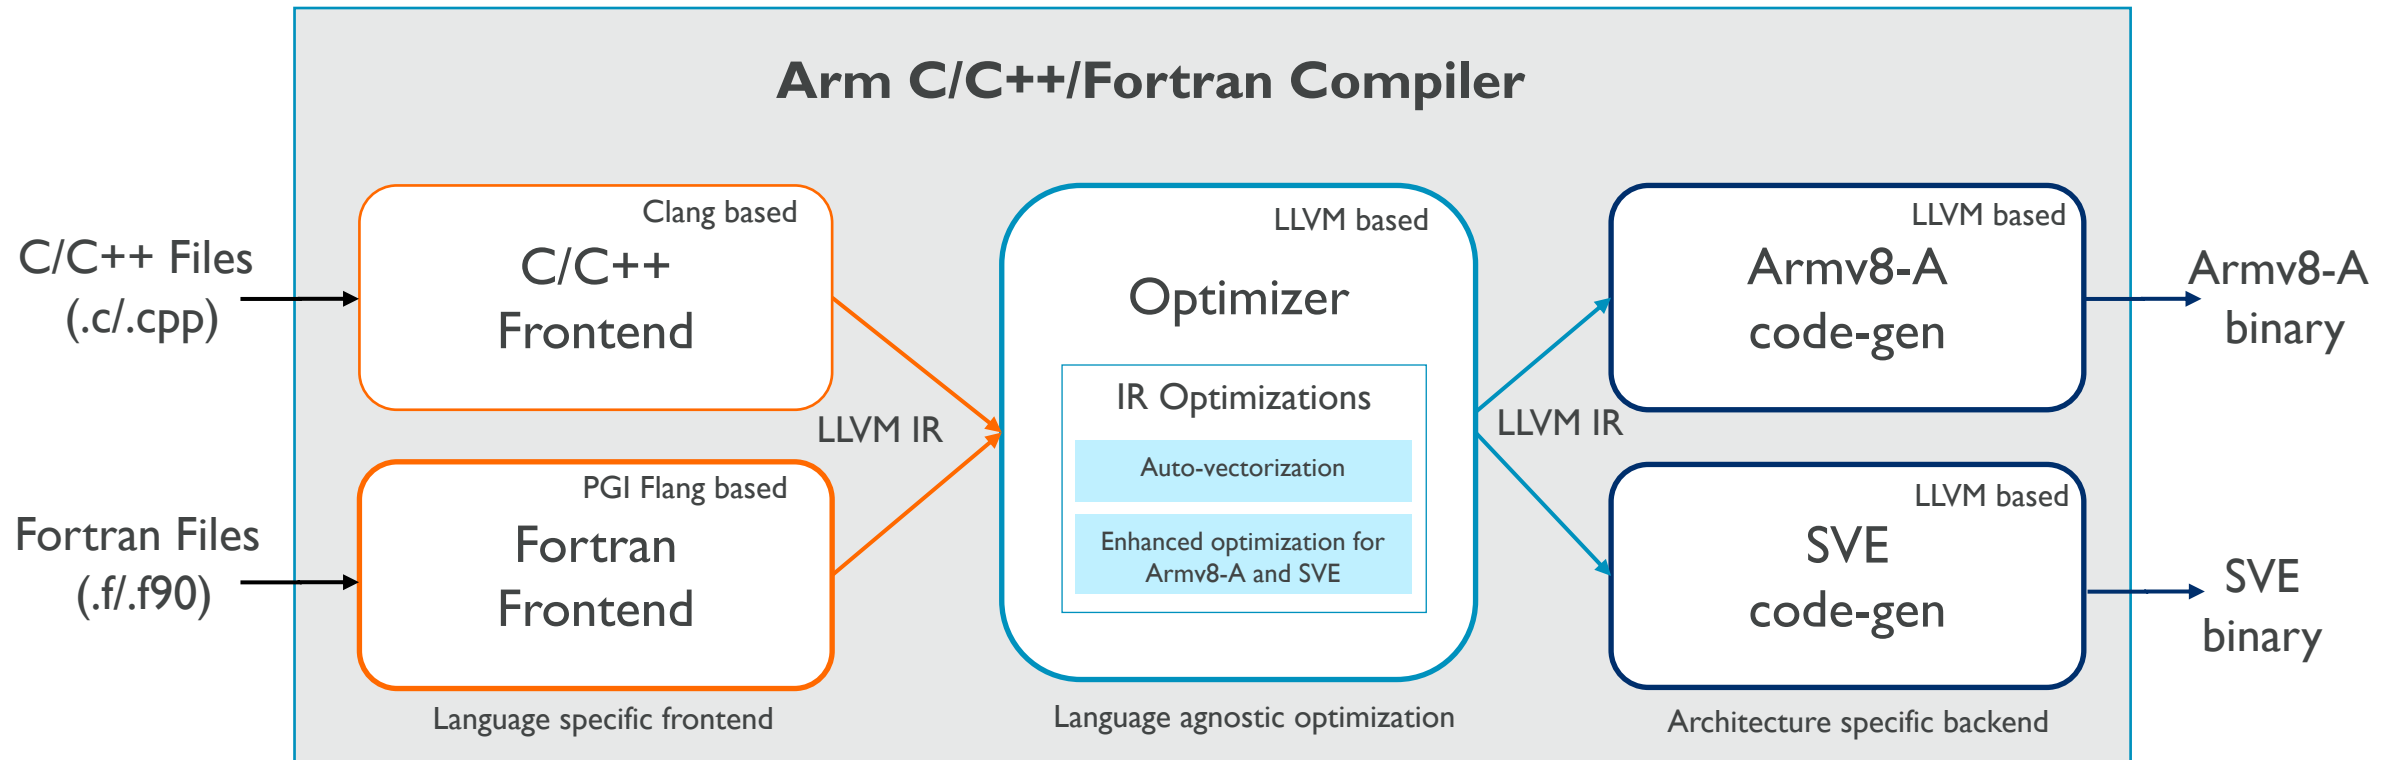 Arm C/C++/Fortran Compiler
C/C++ Files
(.c/.cpp)
Clang based
C/C++
Frontend
Fortran Files
(.f/.f90)
PGI Flang based
Fortran
Frontend
Language specific frontend
LLVM IR
LLVM based
Optimizer
IR Optimizations
Auto-vectorization
Enhanced optimization for
Armv8-A and SVE
Language agnostic optimization
LLVM IR
LLVM based
Armv8-A
code-gen
LLVM based
SVE
code-gen
Architecture specific backend
Armv8-A
binary
SVE
binary